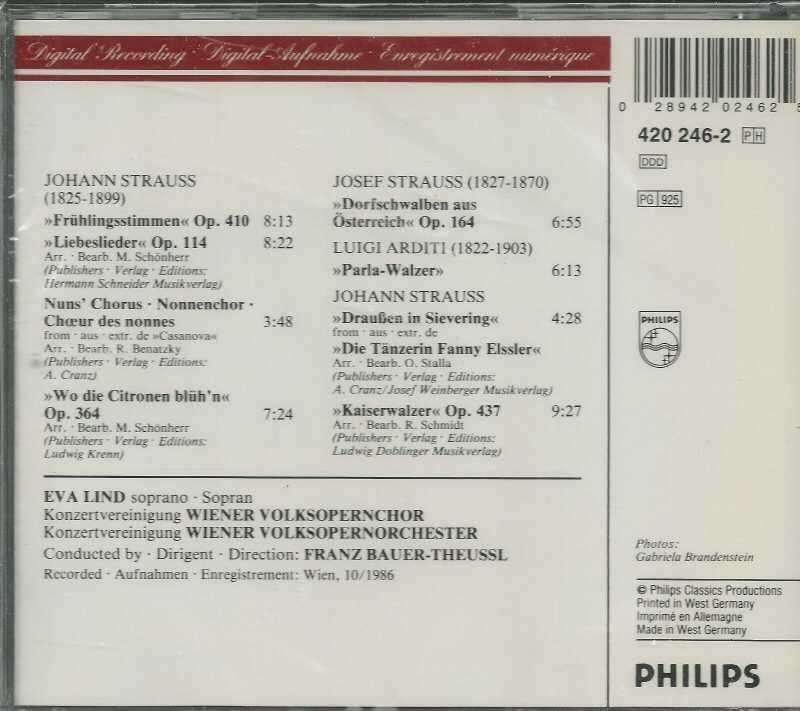 Digital Recording · Digital-Aufnahme · Enregistrement numérique
JOHANN STRAUSS
(1825-1899)
»Frühlingsstimmen« Op. 410 8:13
»Liebeslieder« Op. 114 8:22
Arr. · Bearb. M. Schönherr
(Publishers · Verlag · Editions:
Hermann Schneider Musikverlag)
Nuns' Chorus · Nonnenchor ·
Chœur des nonnes 3:48
from · aus · extr. de »Casanova«
Arr. · Bearb. R. Benatzky
(Publishers · Verlag · Editions:
A. Cranz)
»Wo die Citronen blüh'n«
Op. 364 7:24
Arr. · Bearb. M. Schönherr
(Publishers · Verlag · Editions:
Ludwig Krenn)
JOSEF STRAUSS (1827-1870)
»Dorfschwalben aus
Österreich« Op. 164 6:55
LUIGI ARDITI (1822-1903)
»Parla-Walzer» 6:13
JOHANN STRAUSS
»Draußen in Sievering« 4:28
from · aus · extr. de
»Die Tänzerin Fanny Elssler«
Arr. · Bearb. O. Stalla
(Publishers · Verlag · Editions:
A. Cranz/Josef Weinberger Musikverlag)
»Kaiserwalzer« Op. 437 9:27
Arr. · Bearb. R. Schmidt
(Publishers · Verlag · Editions:
Ludwig Doblinger Musikverlag)
EVA LIND soprano · Sopran
Konzertvereinigung WIENER VOLKSOPERNCHOR
Konzertvereinigung WIENER VOLKSOPERNORCHESTER
Conducted by · Dirigent · Direction: FRANZ BAUER-THEUSSL
Recorded · Aufnahmen · Enregistrement: Wien, 10/1986
0 28942 02462
420 246-2 PH
DDD
PG 925
PHILIPS
Photos:
Gabriela Brandenstein
© Philips Classics Productions
Printed in West Germany
Imprimé en Allemagne
Made in West Germany
PHILIPS